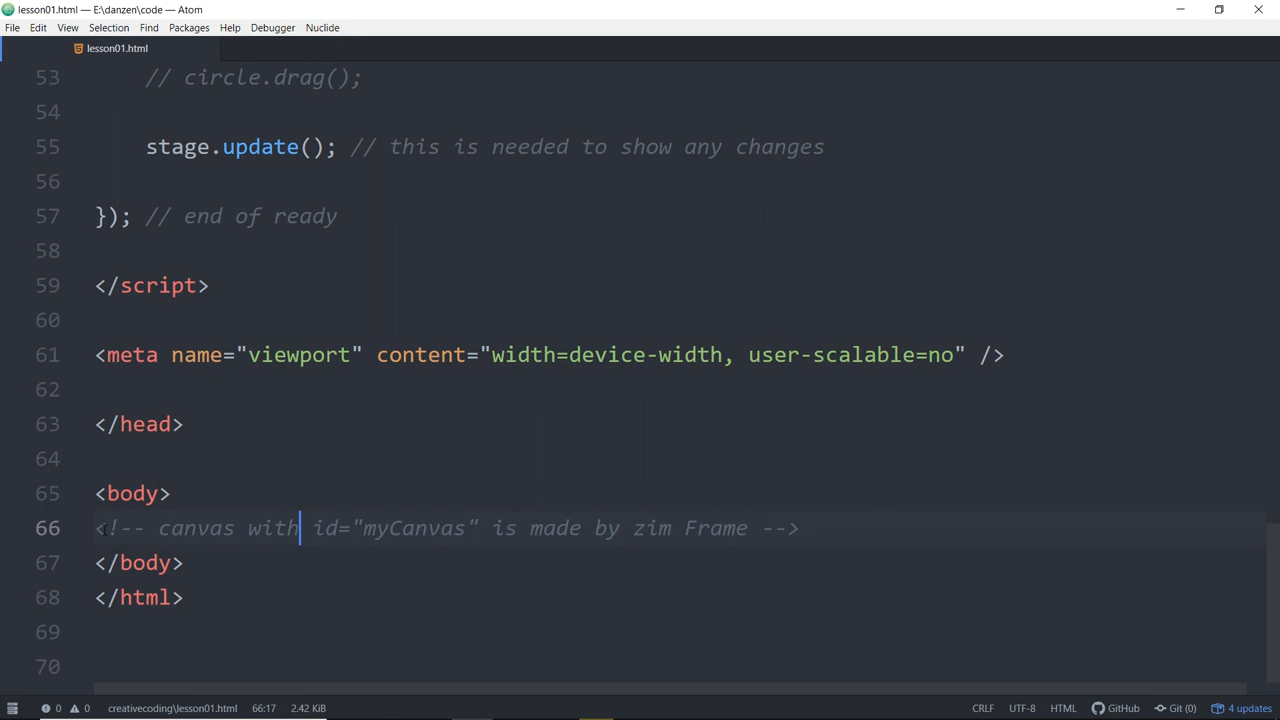 lesson01.html — E:\danzen\code — Atom
File Edit View Selection Find Packages Help Debugger Nuclide
lesson01.html
53 // circle.drag();
54
55 stage.update(); // this is needed to show any changes
56
57 }); // end of ready
58
59 </script>
60
61 <meta name="viewport" content="width=device-width, user-scalable=no" />
62
63 </head>
64
65 <body>
66 <!-- canvas with id="myCanvas" is made by zim Frame -->
67 </body>
68 </html>
69
70
0 0 creativecoding\lesson01.html 66:17 2.42 KiB CRLF UTF-8 HTML GitHub Git (0) 4 updates